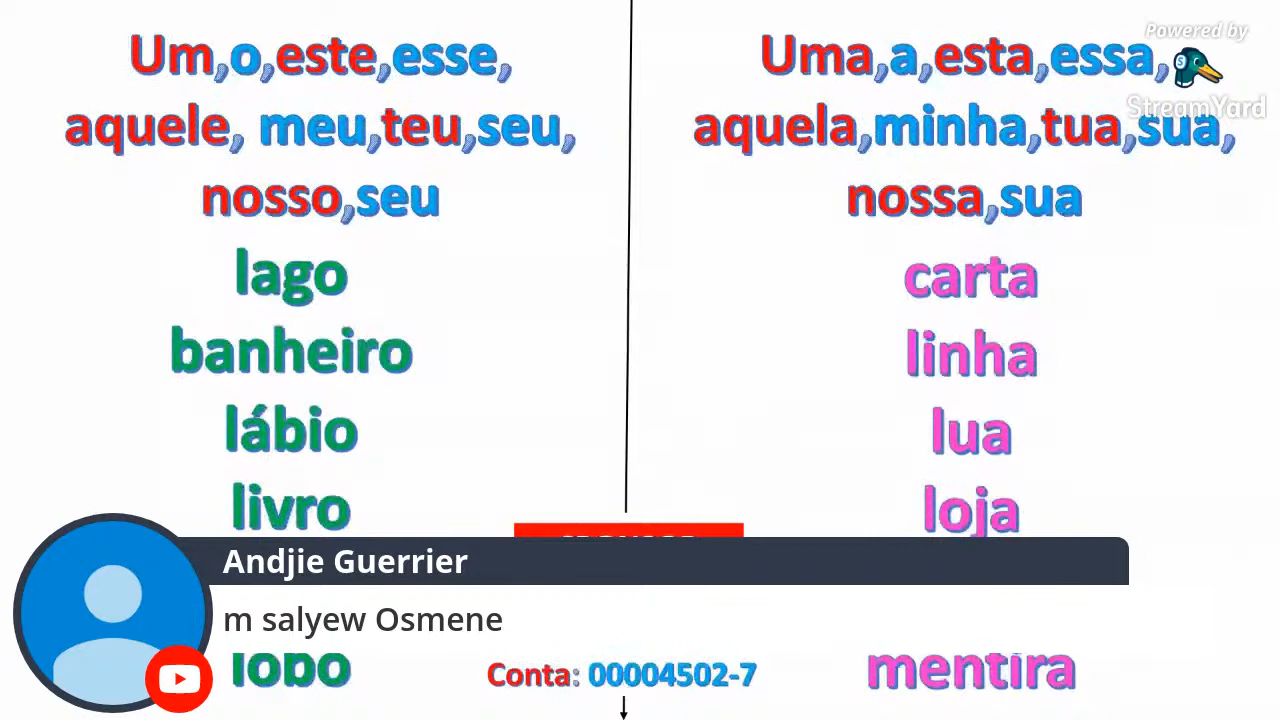 Powered by
StreamYard
Um,o,este,esse,
aquele, meu,teu,seu,
nosso,seu
lago
banheiro
lábio
livro
lobo
Uma,a,esta,essa,
aquela,minha,tua,sua,
nossa,sua
carta
linha
lua
loja
mentira
Andjie Guerrier
m salyew Osmene
Conta: 00004502-7